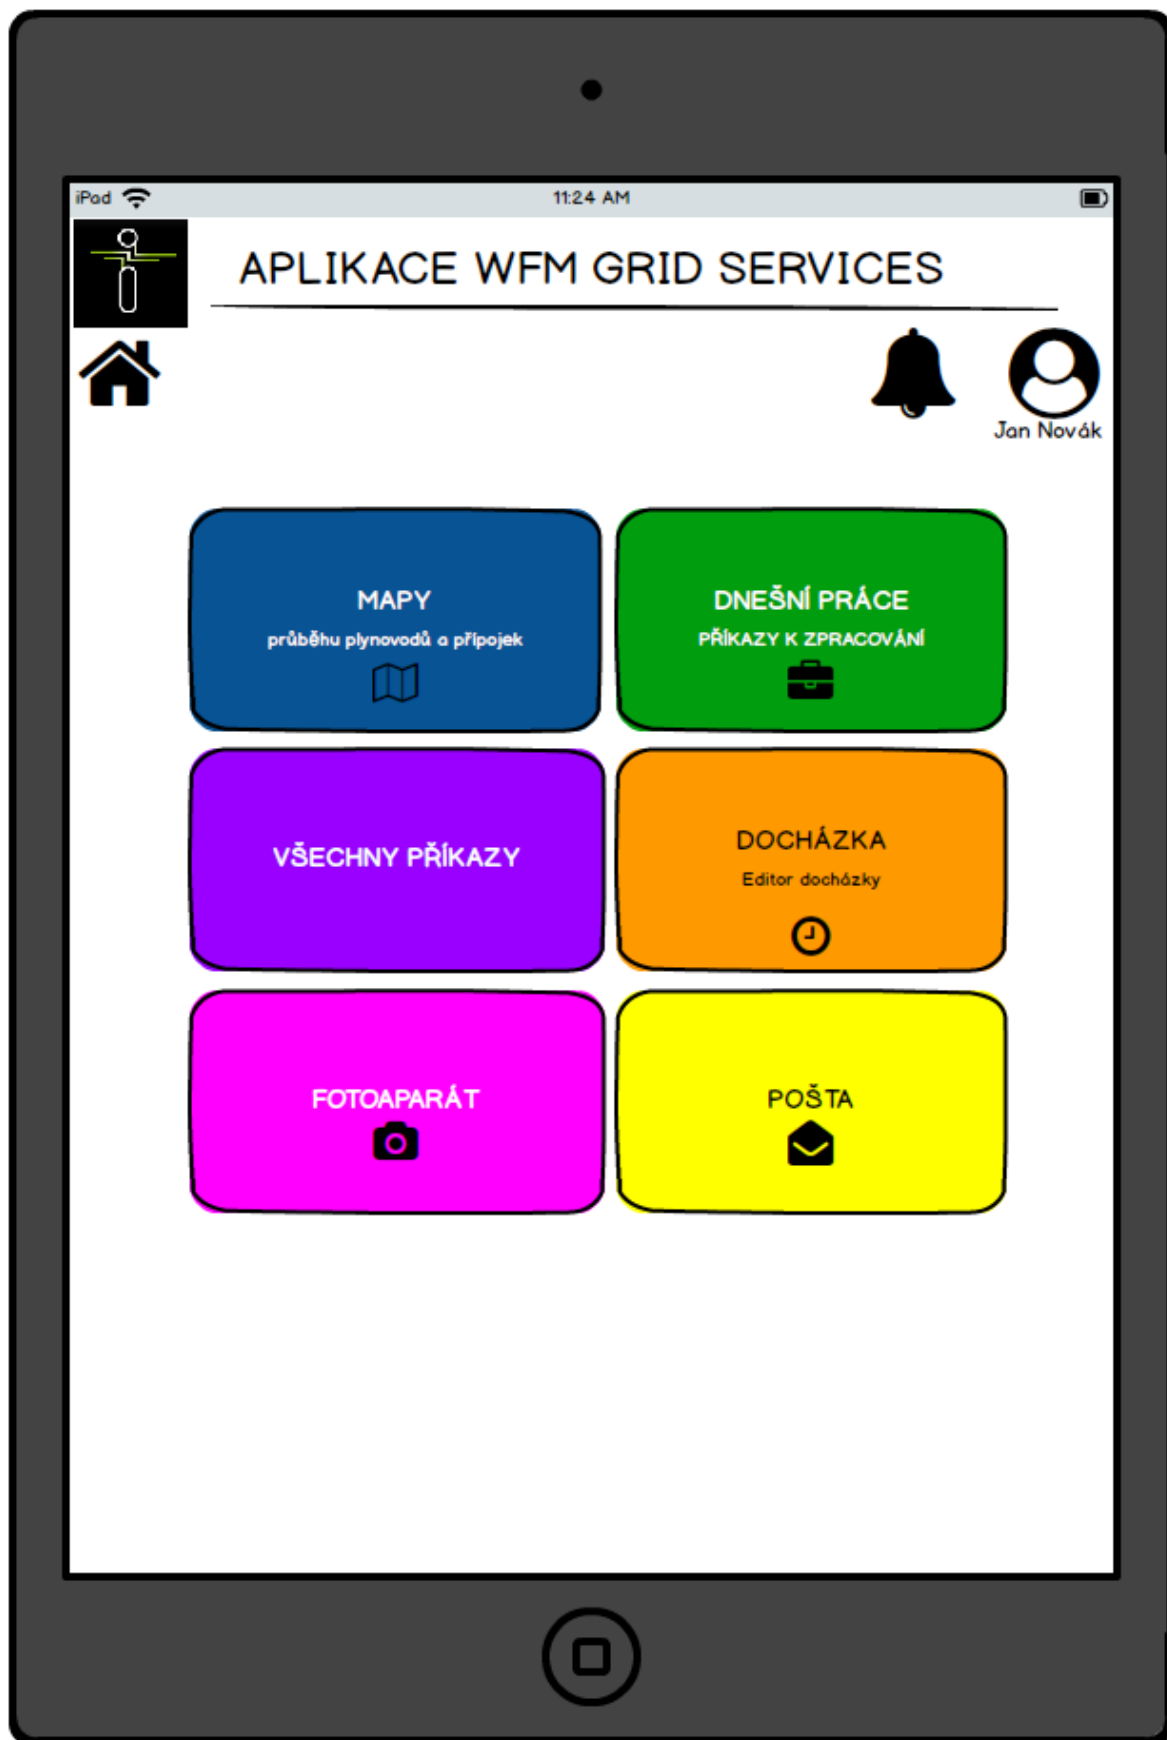 iPad
11:24 AM
APLIKACE WFM GRID SERVICES
Jan Novák
MAPY
průběhu plynovodů a přípojek
DNEŠNÍ PRÁCE
PŘÍKAZY K ZPRACOVÁNÍ
VŠECHNY PŘÍKAZY
DOCHÁZKA
Editor docházky
FOTOAPARÁT
POŠTA